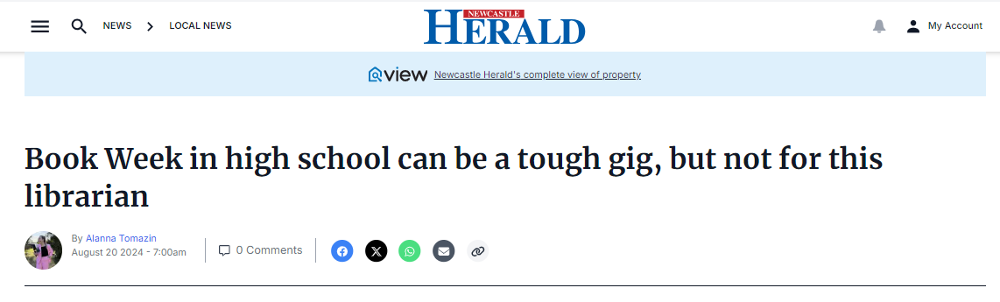 NEWS > LOCAL NEWS
NEWCASTLE
HERALD
My Account
view Newcastle Herald's complete view of property
Book Week in high school can be a tough gig, but not for this
librarian
By Alanna Tomazin
August 20 2024 - 7:00am
0 Comments